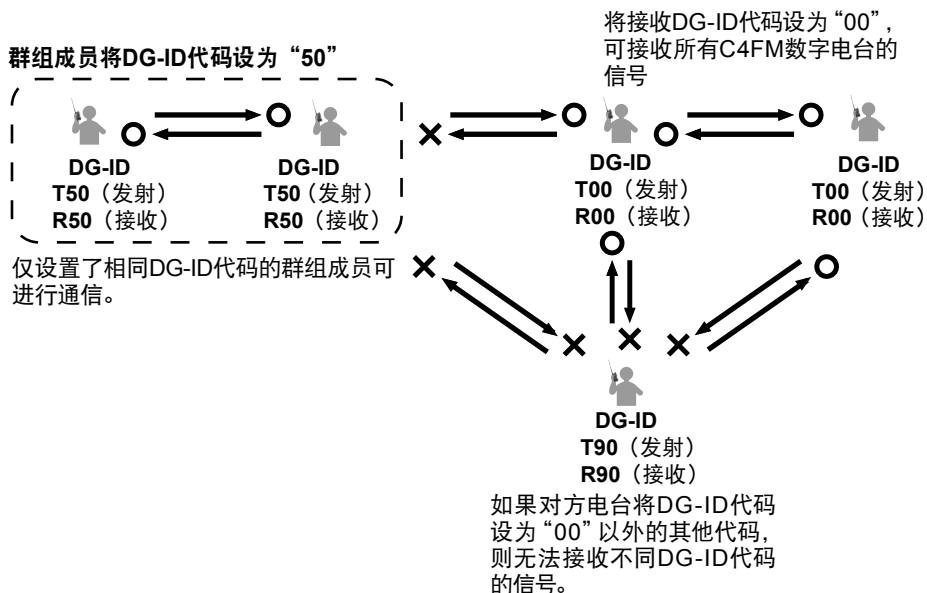 将接收DG-ID代码设为“00”，
可接收所有C4FM数字电台的
信号
群组成员将DG-ID代码设为“50”
DG-ID
T50（发射）
R50（接收）
DG-ID
T50（发射）
R50（接收）
DG-ID
T00（发射）
R00（接收）
DG-ID
T00（发射）
R00（接收）
仅设置了相同DG-ID代码的群组成员可
进行通信。
DG-ID
T90（发射）
R90（接收）
如果对方电台将DG-ID代码
设为“00”以外的其他代码，
则无法接收不同DG-ID代码
的信号。